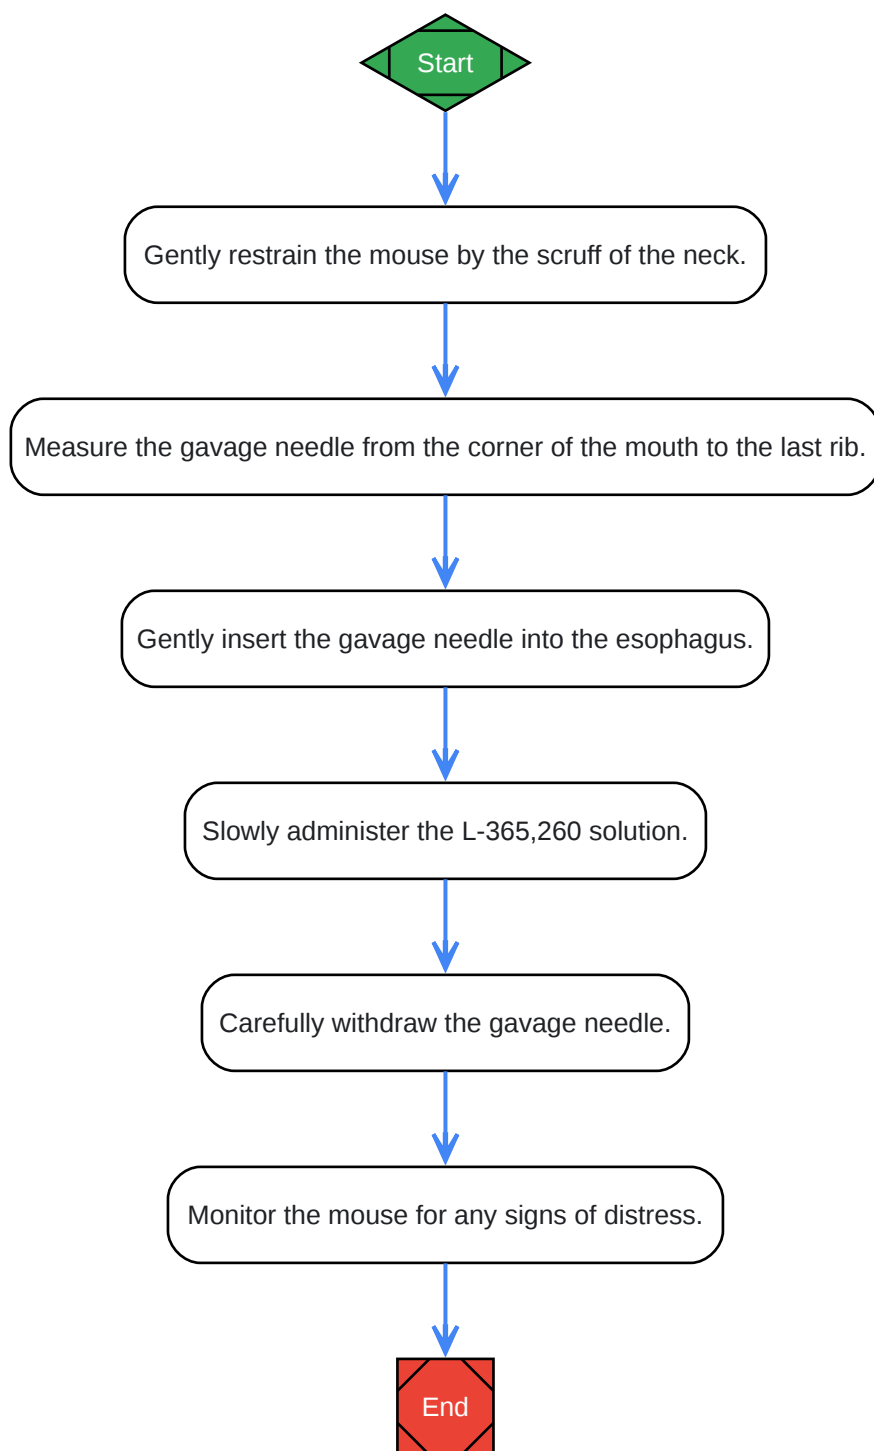 Start
Gently restrain the mouse by the scruff of the neck.
Measure the gavage needle from the corner of the mouth to the last rib.
Gently insert the gavage needle into the esophagus.
Slowly administer the L-365,260 solution.
Carefully withdraw the gavage needle.
Monitor the mouse for any signs of distress.
End